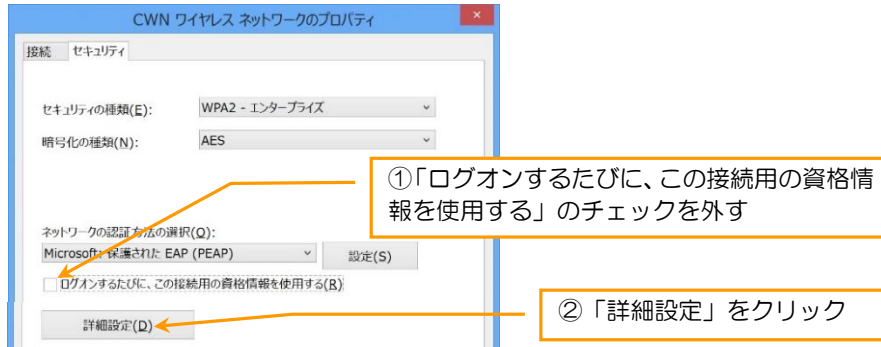 CWN ワイヤレス ネットワークのプロパティ
接続 セキュリティ
セキュリティの種類(E): WPA2 - エンタープライズ
暗号化の種類(N): AES
①「ログオンするたびに、この接続用の資格情
報を使用する」のチェックを外す
ネットワークの認証方法の選択(O):
Microsoft: 保護された EAP (PEAP) 設定(S)
ログオンするたびに、この接続用の資格情報を使用する(R)
②「詳細設定」をクリック
詳細設定(D)